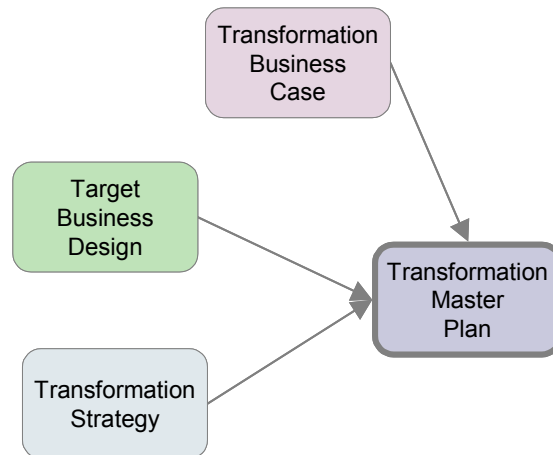 Transformation
Business
Case
Target
Business
Design
Transformation
Master
Plan
Transformation
Strategy